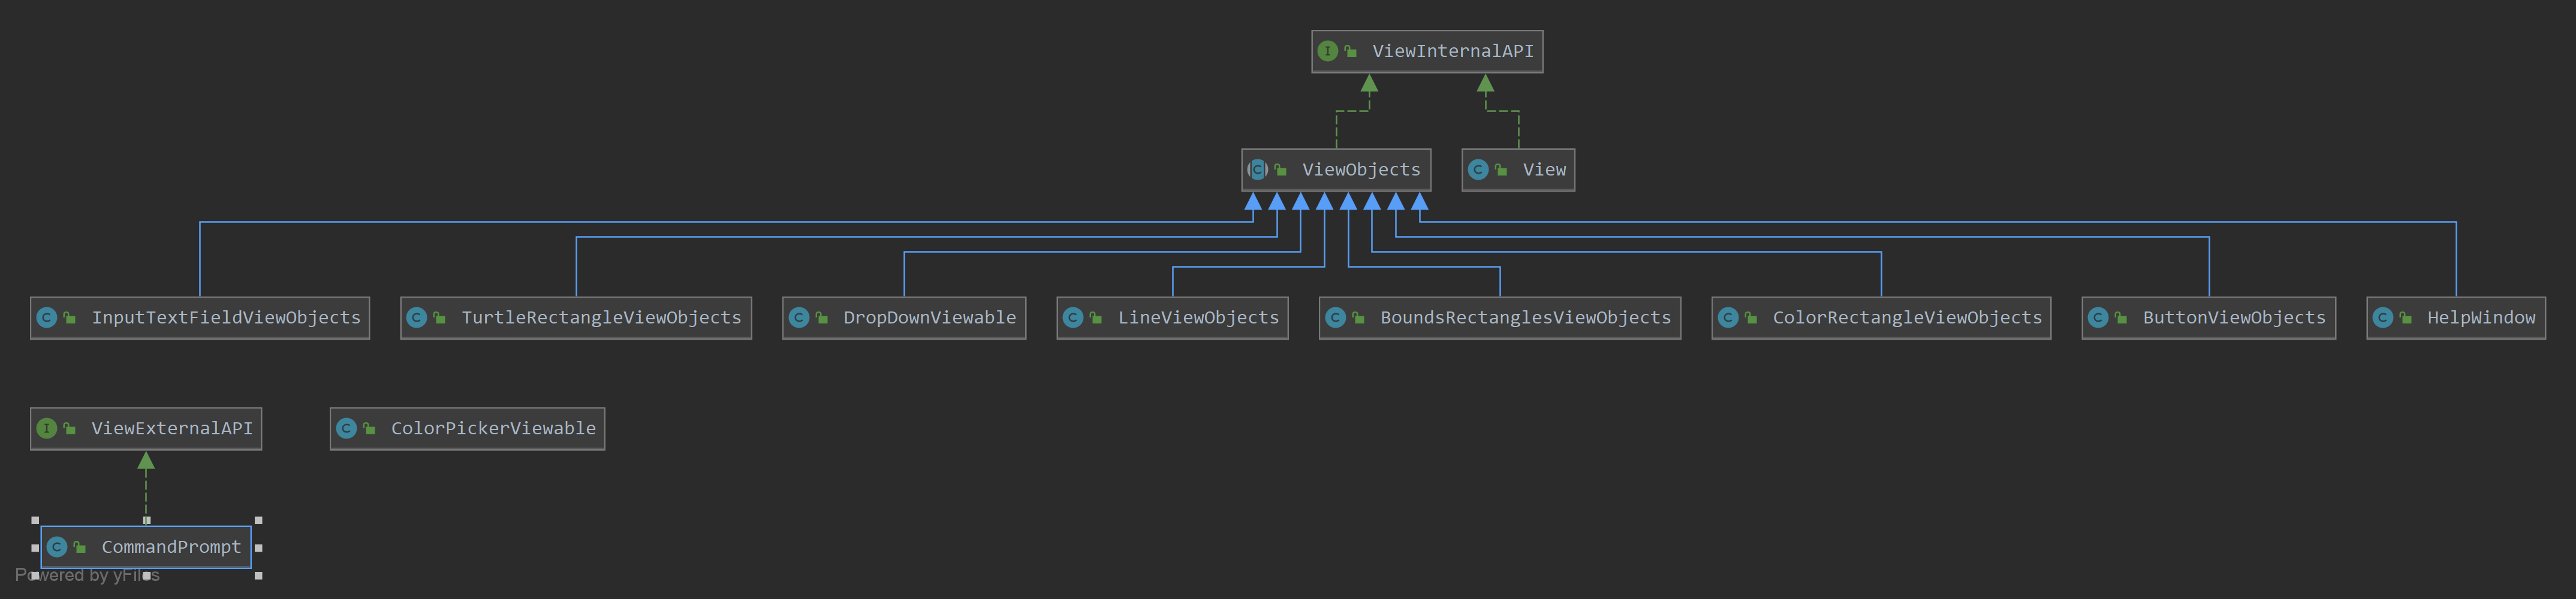 I ViewInternalAPI
C ViewObjects
C View
C InputTextFieldViewObjects
C TurtleRectangleViewObjects
C DropDownViewable
C LineViewObjects
C BoundsRectanglesViewObjects
C ColorRectangleViewObjects
C ButtonViewObjects
C HelpWindow
I ViewExternalAPI
C ColorPickerViewable
C CommandPrompt
Powered by yFiles